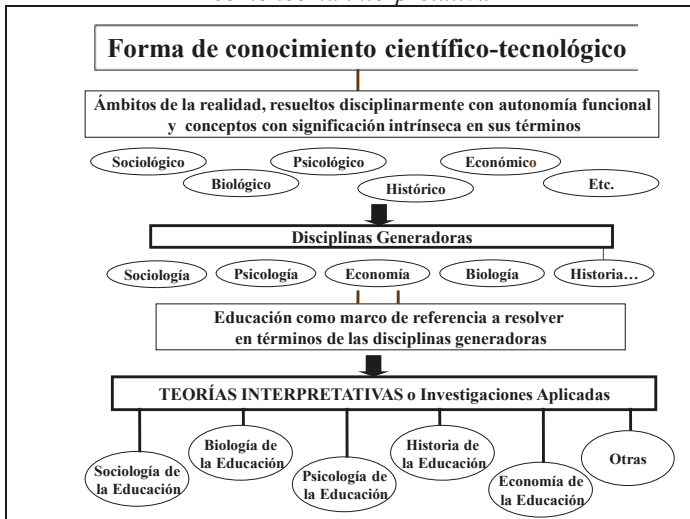 Forma de conocimiento científico-tecnológico
Ámbitos de la realidad, resueltos disciplinarmente con autonomía funcional
y conceptos con significación intrínseca en sus términos
Sociológico
Psicológico
Económico
Biológico
Histórico
Etc.
Disciplinas Generadoras
Sociología
Psicología
Economía
Biología
Historia…
Educación como marco de referencia a resolver
en términos de las disciplinas generadoras
TEORÍAS INTERPRETATIVAS o Investigaciones Aplicadas
Sociología de
la Educación
Biología de
la Educación
Psicología de
la Educación
Historia de
la Educación
Economía de
la Educación
Otras